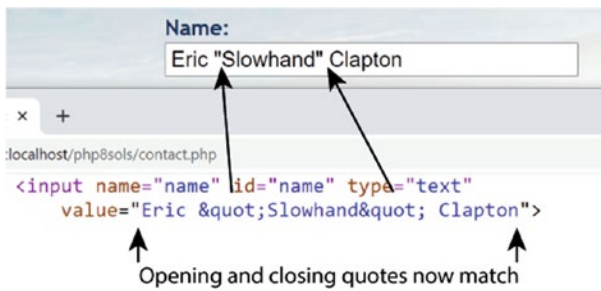 Name:
Eric "Slowhand" Clapton
× +
localhost/php8sols/contact.php
<input name="name" id="name" type="text"
value="Eric &quot;Slowhand&quot; Clapton">
Opening and closing quotes now match